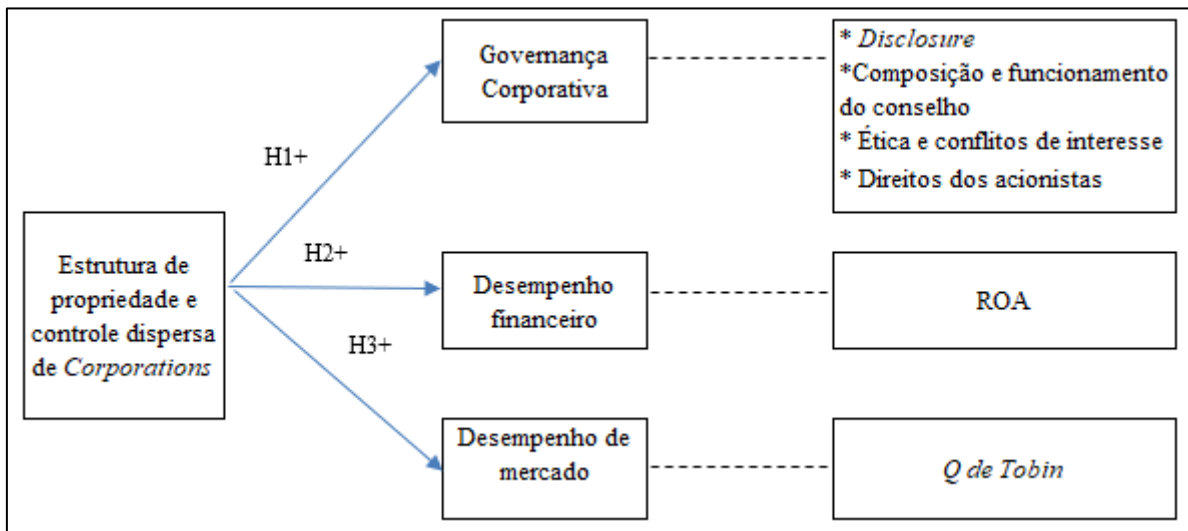 Governança
Corporativa
* Disclosure
*Composição e funcionamento
do conselho
* Ética e conflitos de interesse
* Direitos dos acionistas
H1+
Estrutura de
propriedade e
controle dispersa
de Corporations
H2+
Desempenho
financeiro
ROA
H3+
Desempenho de
mercado
Q de Tobin